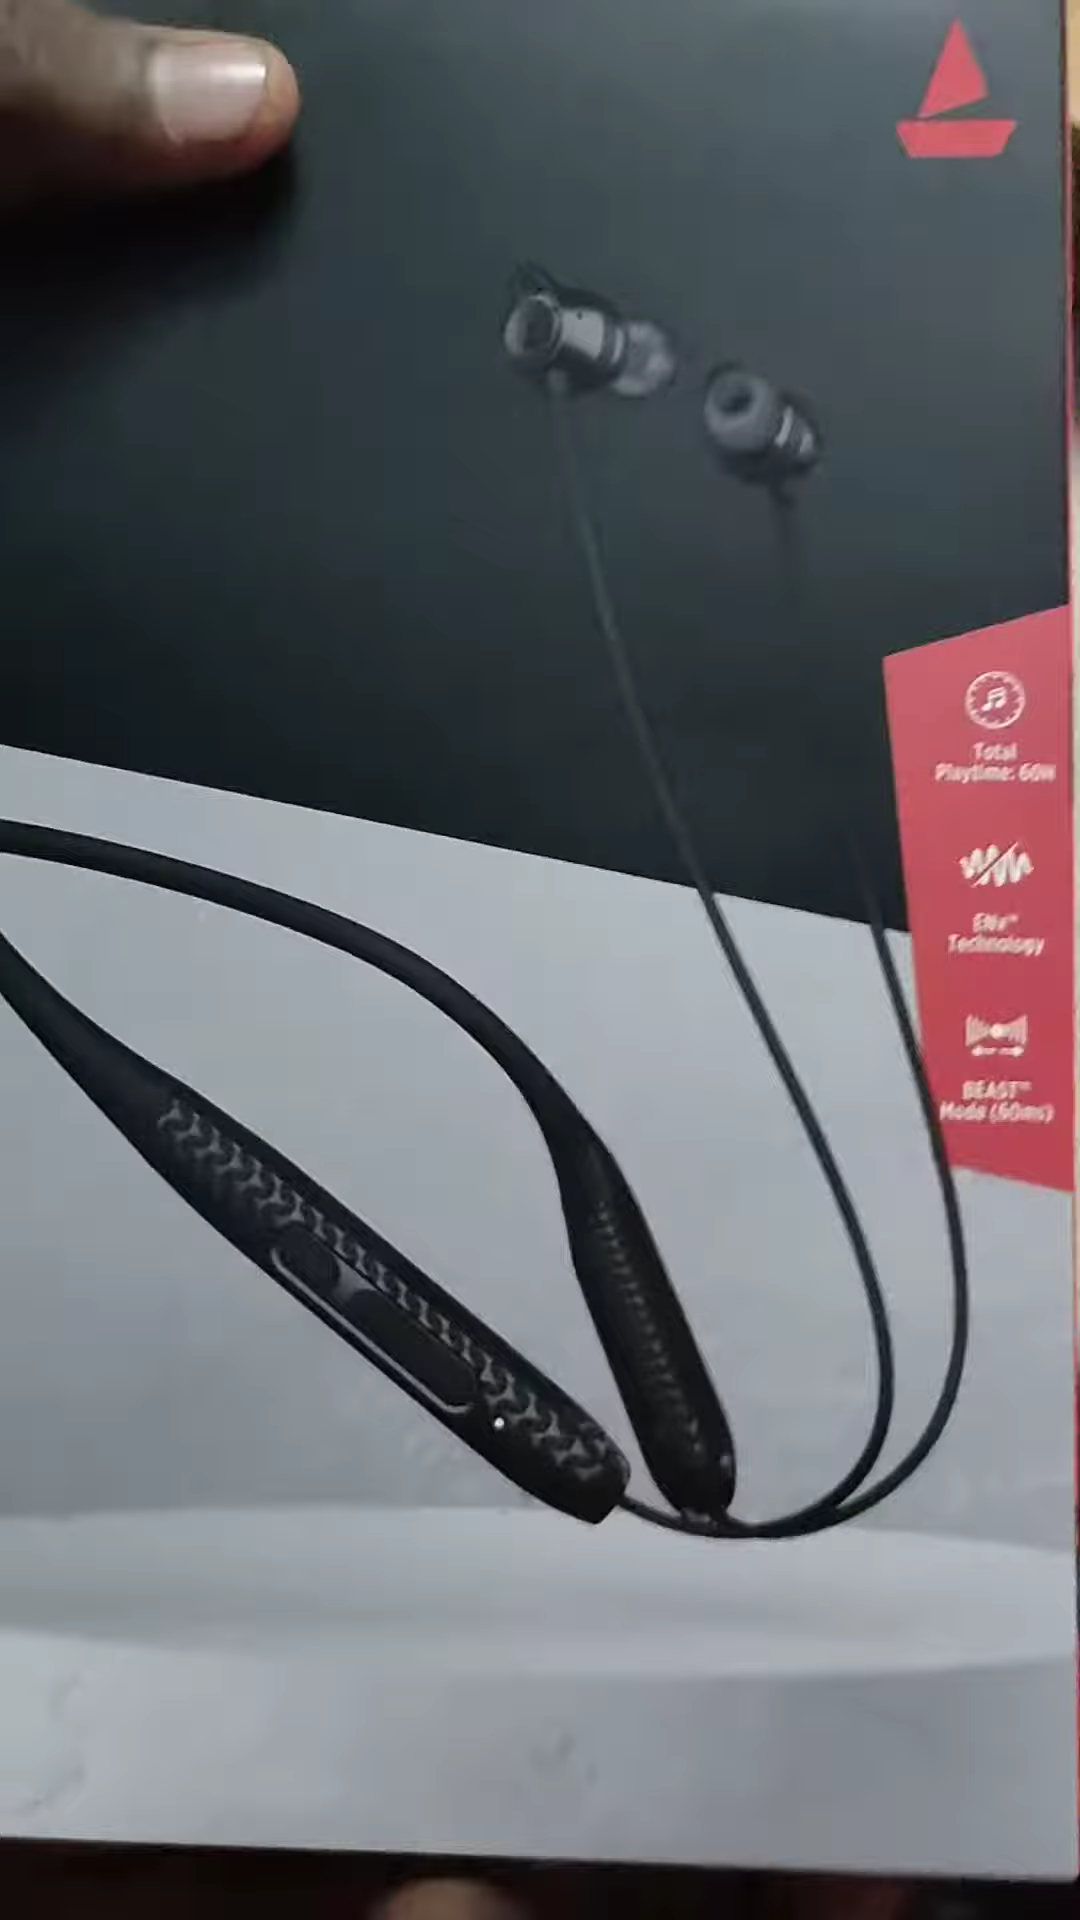 Total
Playtime: 60H
ENx™
Technology
BEAST™
Mode (60ms)